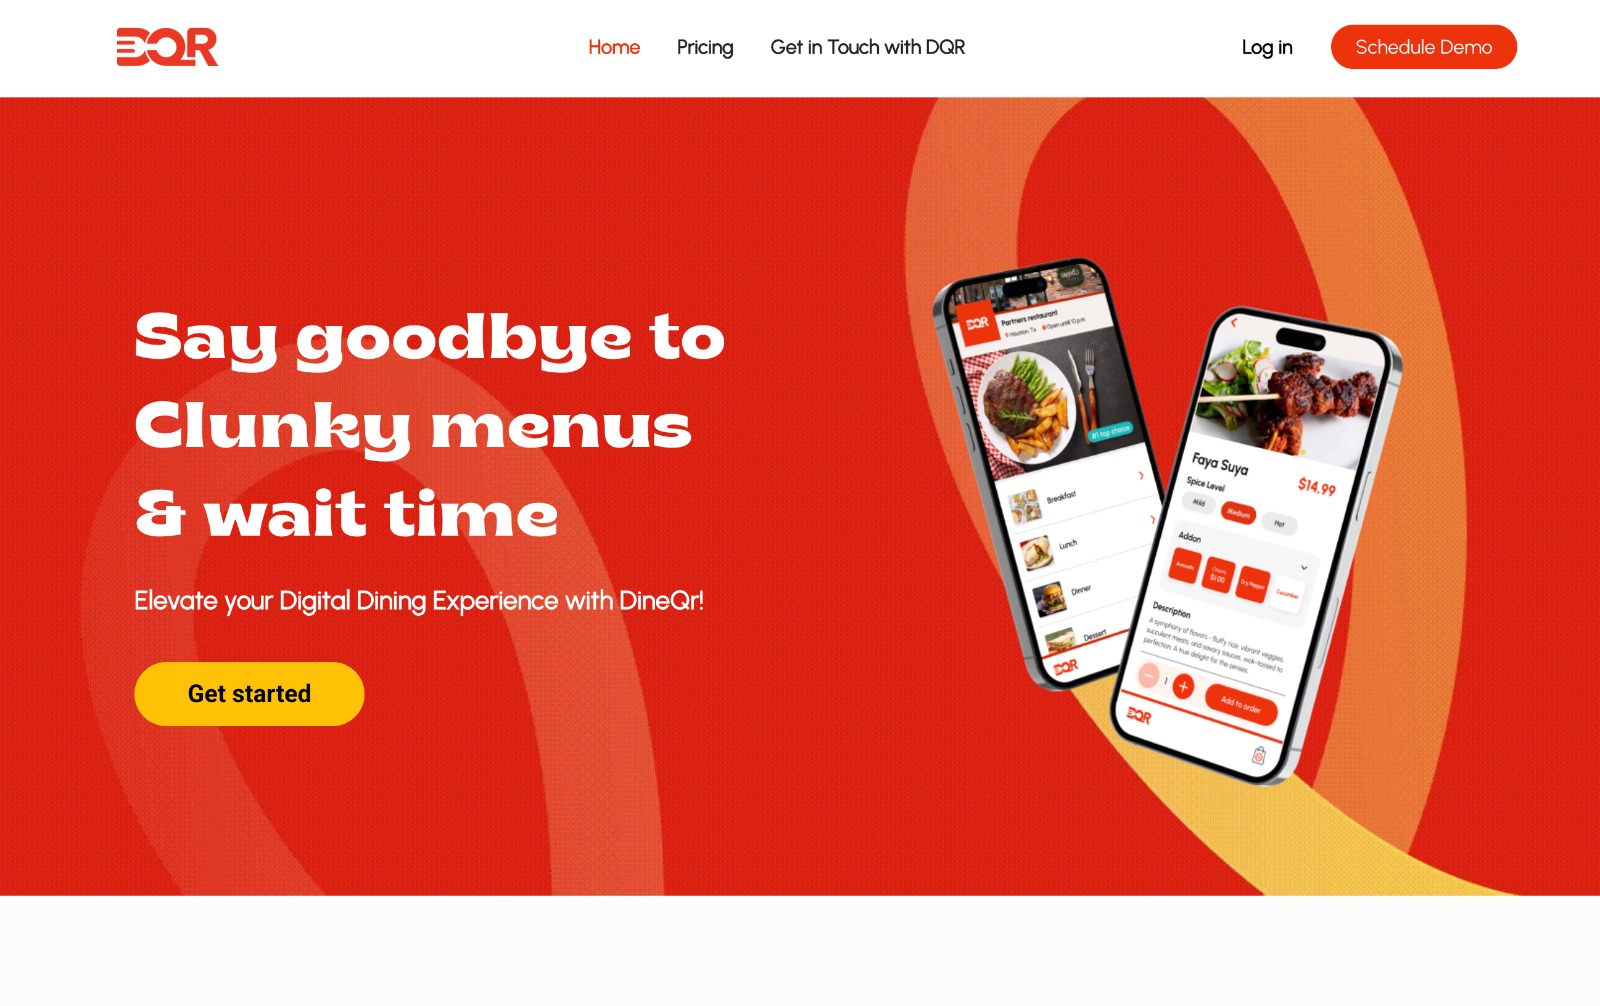 DQR
Home
Pricing
Get in Touch with DQR
Log in
Schedule Demo
Say goodbye to
Clunky menus
& wait time
Elevate your Digital Dining Experience with DineQr!
Get started
DQR
Partners restaurant
Houston, Tx
Open until 10 p.m
#1 top choice
Breakfast
Lunch
Dinner
Dessert
DQR
Faya Suya
$14.99
Spice Level
Mild
Medium
Hot
Addon
Avocado
Cream
$1.00
Dry Pepper
Cucumber
Description
A symphony of flavors - fluffy rice, vibrant veggies,
succulent meats, and savory sauces, wok-tossed to
perfection. A true delight for the senses.
1
Add to order
DQR